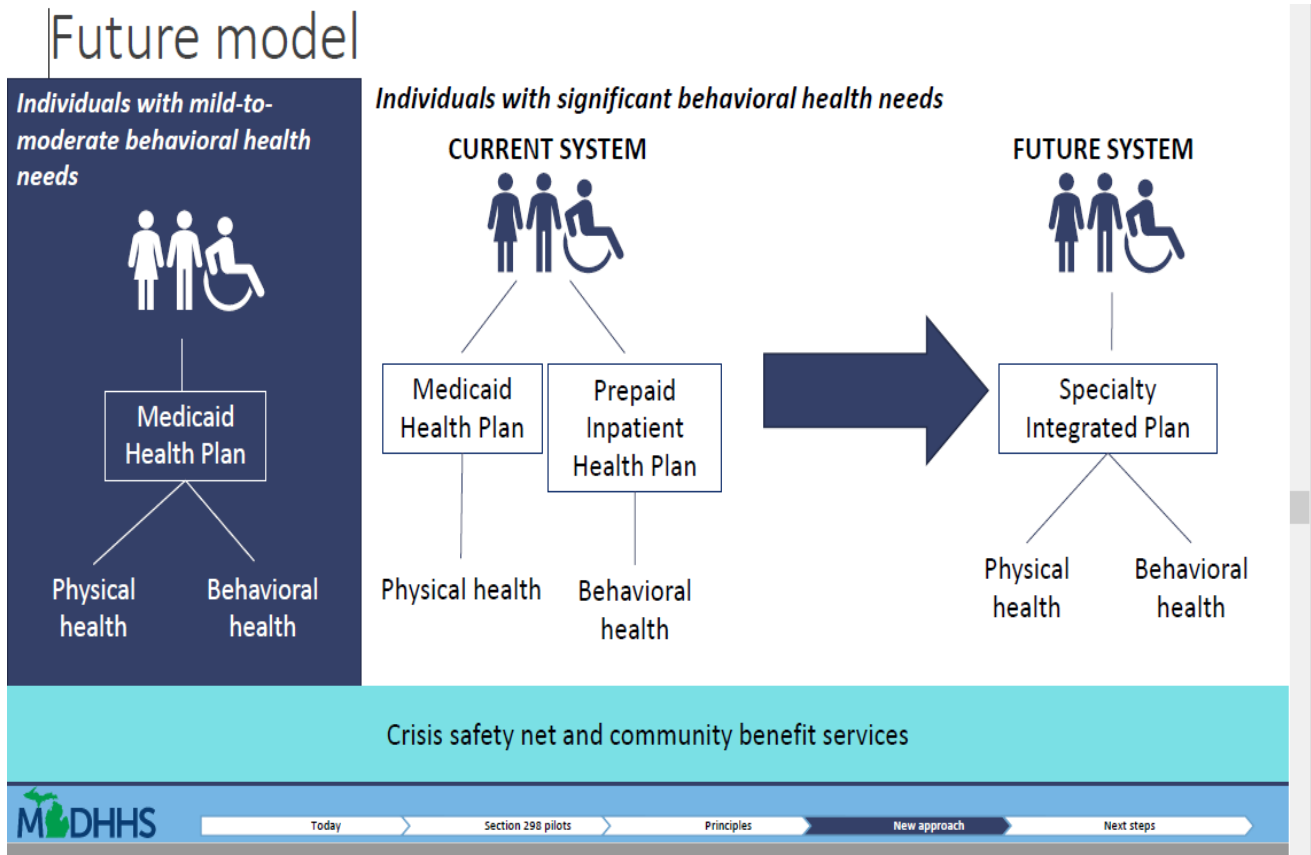 Future model
Individuals with mild-to-
moderate behavioral health
needs
Medicaid
Health Plan
Physical
health
Behavioral
health
Individuals with significant behavioral health needs
CURRENT SYSTEM
Medicaid
Health Plan
Prepaid
Inpatient
Health Plan
Physical health
Behavioral
health
FUTURE SYSTEM
Specialty
Integrated Plan
Physical
health
Behavioral
health
Crisis safety net and community benefit services
MDHHS
Today
Section 298 pilots
Principles
New approach
Next steps